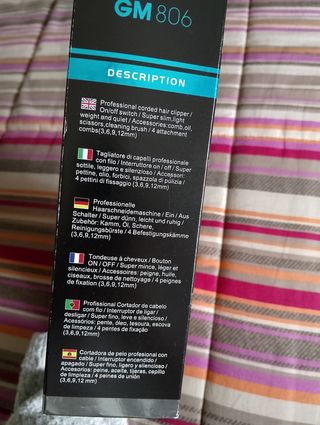 GM 806
DESCRIPTION
Professional corded hair clipper /
On/off switch / Super slim,light
weight and quiet / Accessories:comb,oil,
scissors,cleaning brush / 4 attachment
combs(3,6,9,12mm)
Tagliatore di capelli professionale
con filo / Interruttore on / off / Super
sottile, leggero e silenzioso / Accessori:
pettine, olio, forbici, spazzola di pulizia /
4 pettini di fissaggio (3,6,9,12mm)
Professionelle
Haarschneidemaschine / Ein / Aus
Schalter / Super dünn, leicht und ruhig /
Zubehör: Kamm, Öl, Schere,
Reinigungsbürste / 4 Befestigungskämme
(3,6,9,12mm)
Tondeuse à cheveux / Bouton
ON / OFF / Super mince, léger et
silencieux / Accessoires: peigne, huile,
ciseaux, brosse de nettoyage / 4 peignes
de fixation (3,6,9,12mm)
Profissional Cortador de cabelo
com fio / Interruptor de ligar /
desligar / Super fino, leve e silencioso /
Accessórios: pente, óleo, tesoura, escova
de limpeza / 4 pentes de fixação
(3,6,9,12mm)
Cortadora de pelo profesional con
cable / Interruptor encendido /
apagado / Super fino, ligero y silencioso /
Accesorios: peine, aceite, tijeras, cepillo
de limpieza / 4 peines de unión
(3,6,9,12mm)